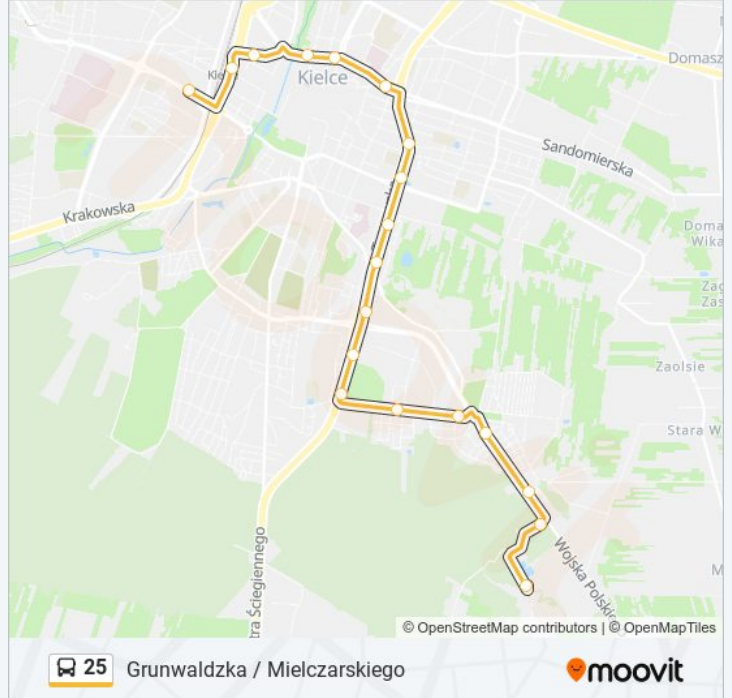 Domasz
Kie
Kielce
Sandomierska
Krakowska
Doma
Wika
Zag
Zas
Zaolsie
Stara W
Wojska Polski
tra Ściegiennego
M
© OpenStreetMap contributors | © OpenMapTiles
25 Grunwaldzka / Mielczarskiego moovit